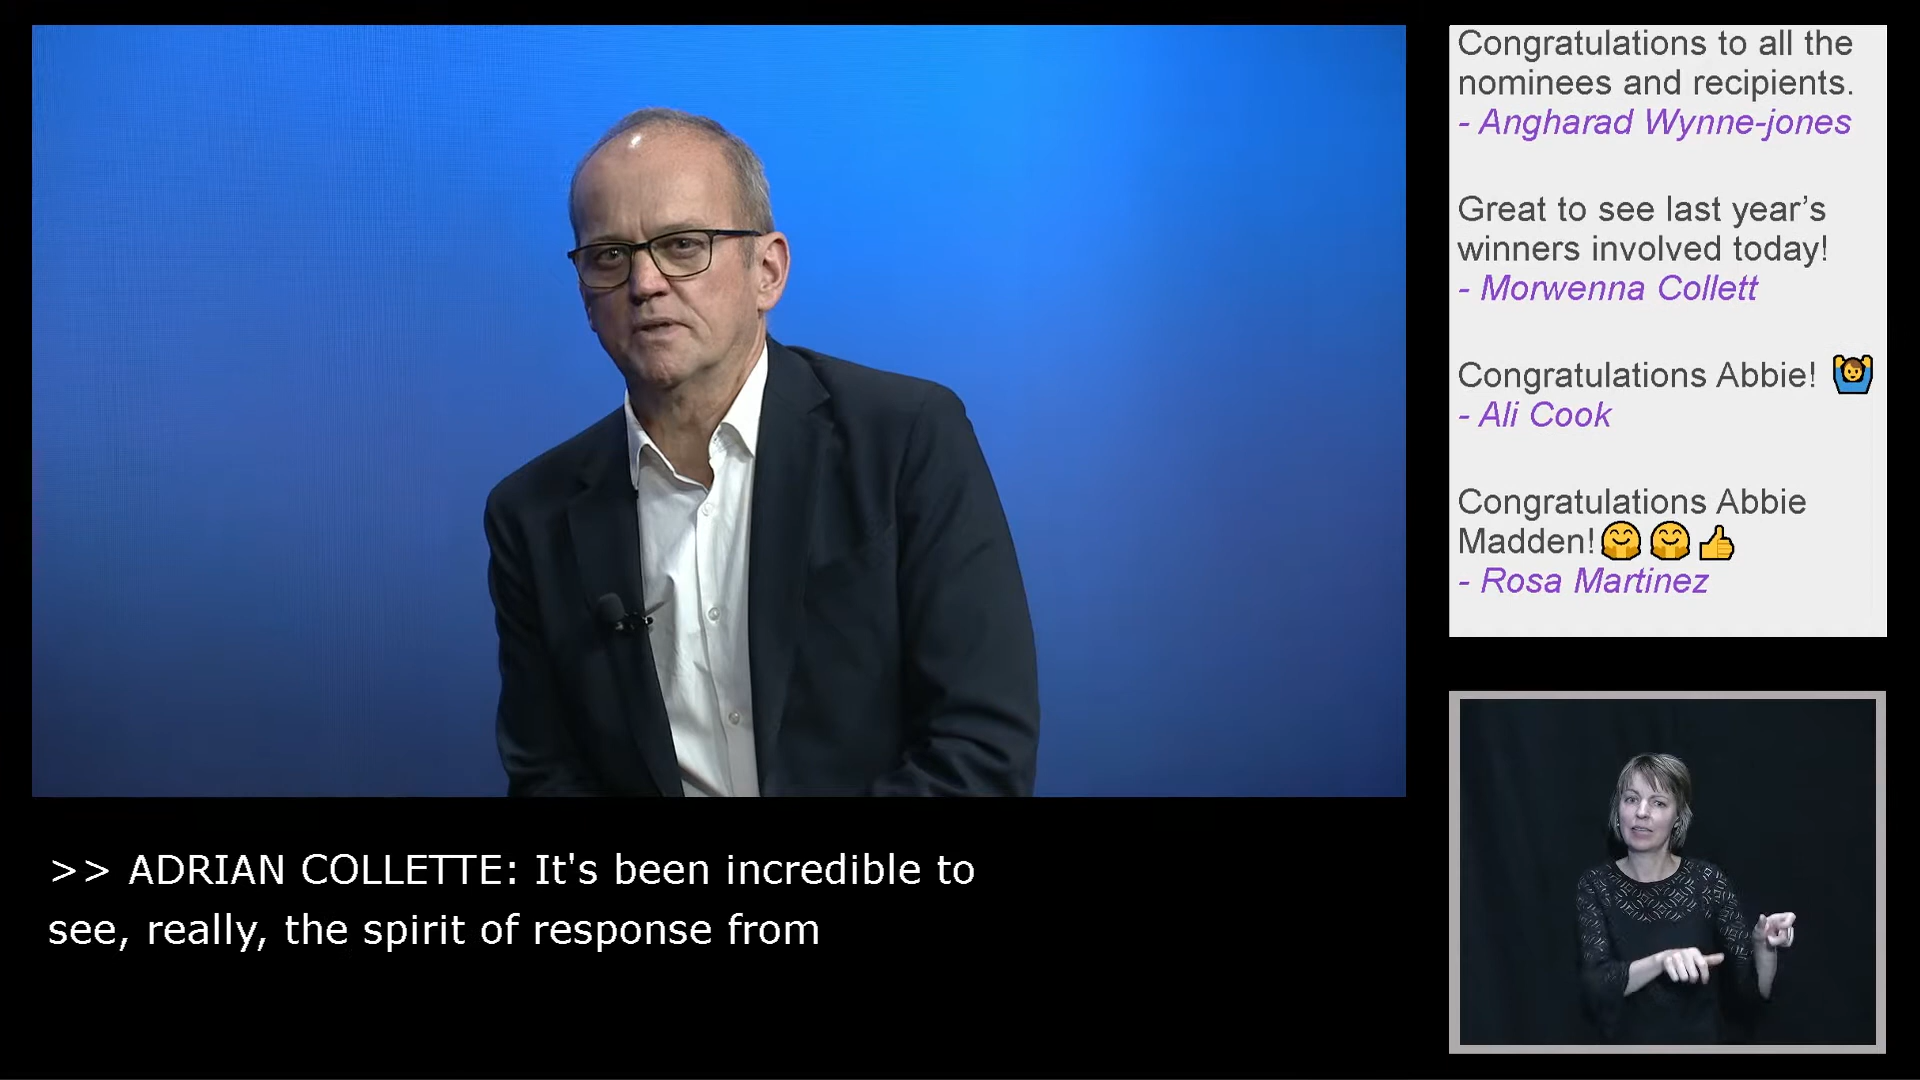 Congratulations to all the
nominees and recipients.
- Angharad Wynne-jones
Great to see last year’s
winners involved today!
- Morwenna Collett
Congratulations Abbie! 🙆‍♂️
- Ali Cook
Congratulations Abbie
Madden!🤗🤗👍
- Rosa Martinez
>> ADRIAN COLLETTE: It's been incredible to
see, really, the spirit of response from